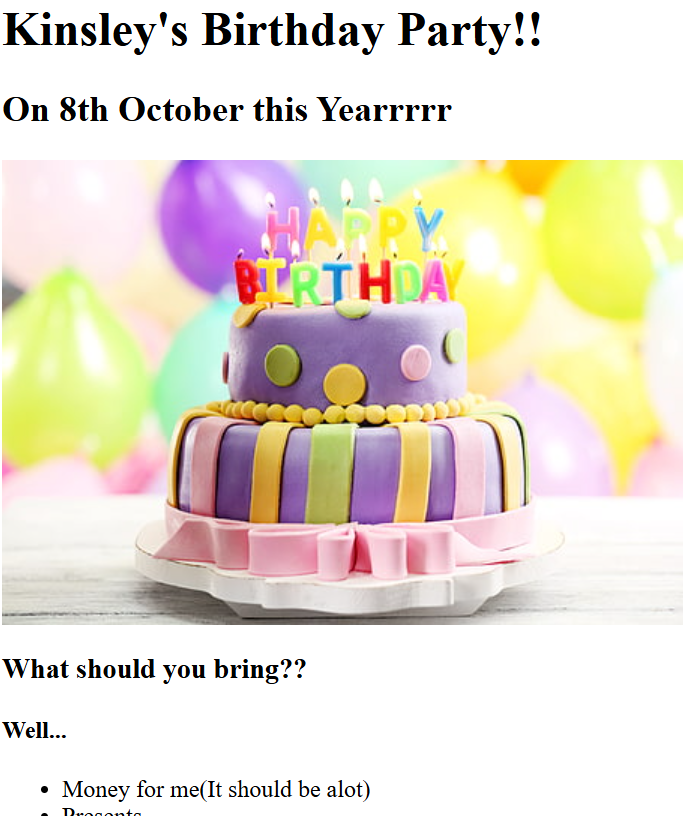 Kinsley's Birthday Party!!
On 8th October this Yearrrrr
HAPPY
BIRTHDAY
What should you bring??
Well...
Money for me(It should be alot)
Presents